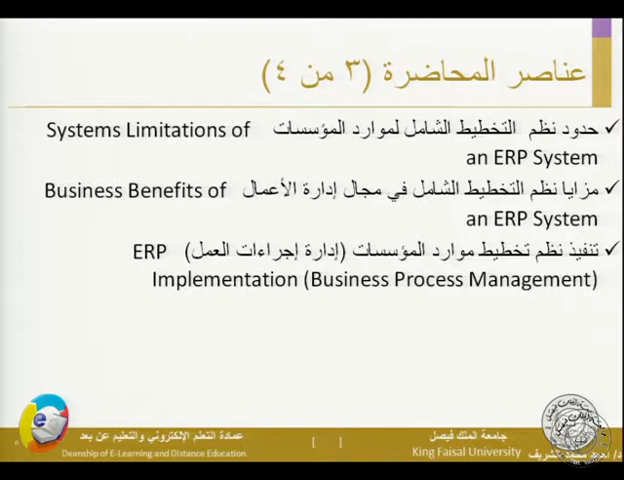 عناصر المحاضرة (٣ من ٤)
✓ حدود نظم التخطيط الشامل لموارد المؤسسات Systems Limitations of
an ERP System
✓ مزايا نظم التخطيط الشامل في مجال إدارة الأعمال Business Benefits of
an ERP System
✓ تنفيذ نظم تخطيط موارد المؤسسات (إدارة إجراءات العمل) ERP
Implementation (Business Process Management)
عمادة التعلم الإلكتروني والتعليم عن بعد
Deanship of E-Learning and Distance Education
[ ]
جامعة الملك فيصل
King Faisal University
د/ أحمد محمد الشريف